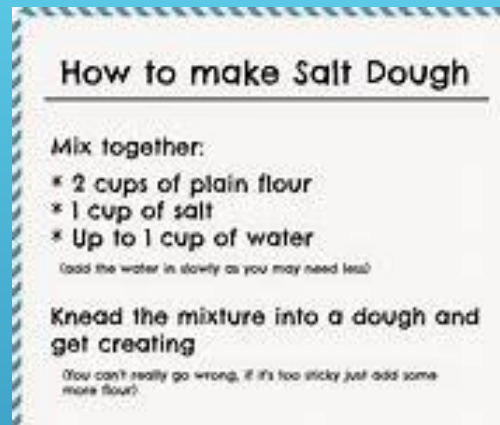 How to make Salt Dough
Mix together:
* 2 cups of plain flour
* 1 cup of salt
* Up to 1 cup of water
(add the water in slowly as you may need less)
Knead the mixture into a dough and
get creating
(You can't really go wrong, if it's too sticky just add some
more flour)